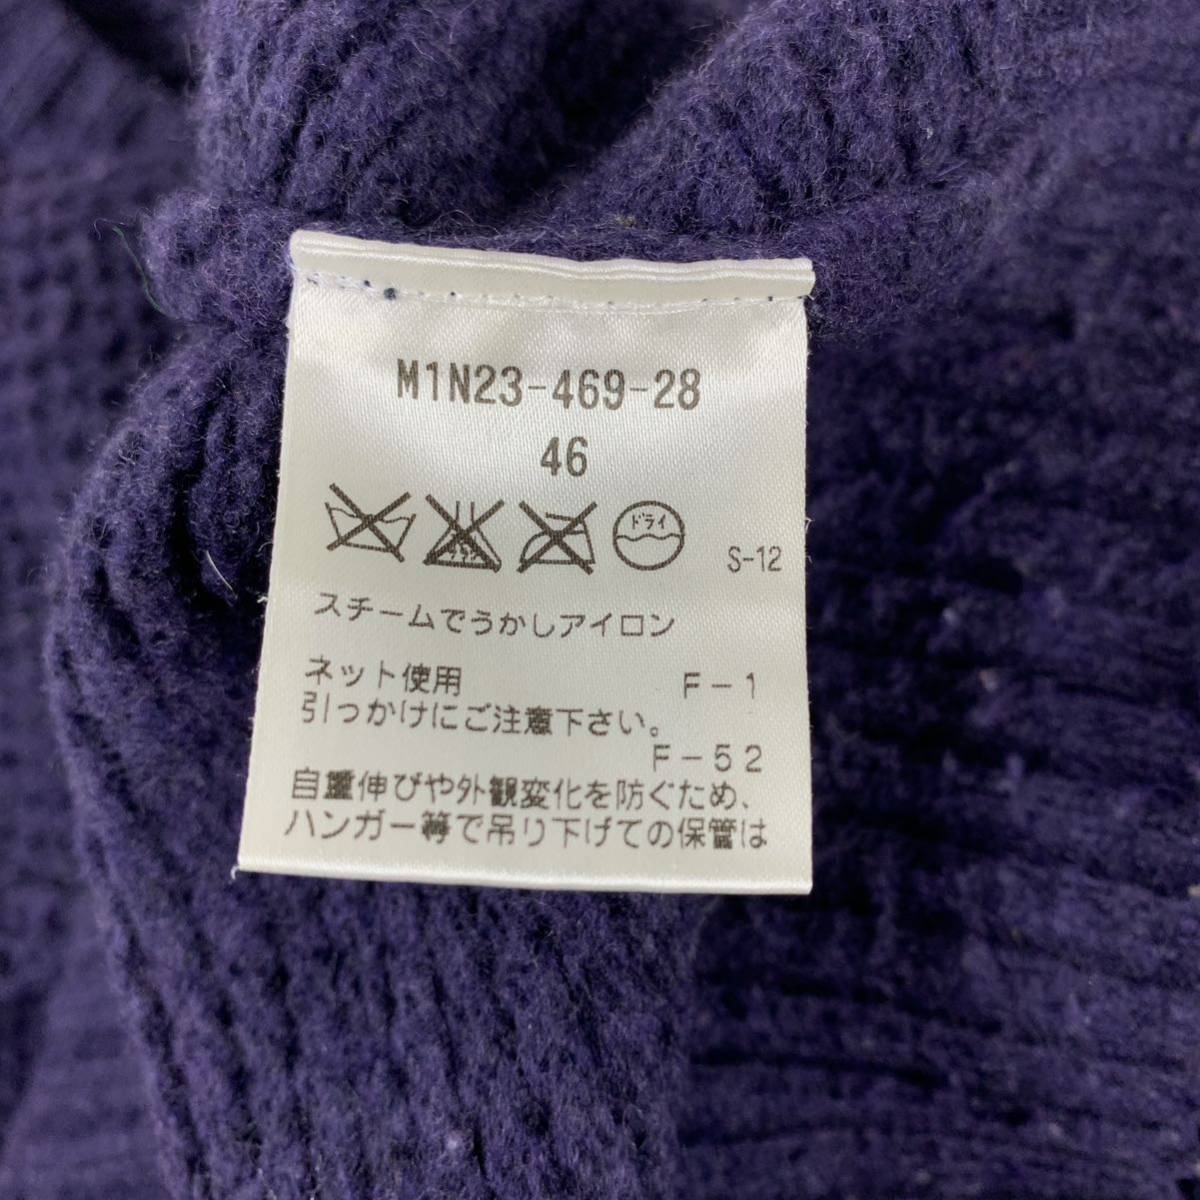 M1N23-469-28
46
ドライ
S-12
スチームでうかしアイロン
ネット使用 F-1
引っかけにご注意下さい。
F-52
自重伸びや外観変化を防ぐため、
ハンガー等で吊り下げての保管は